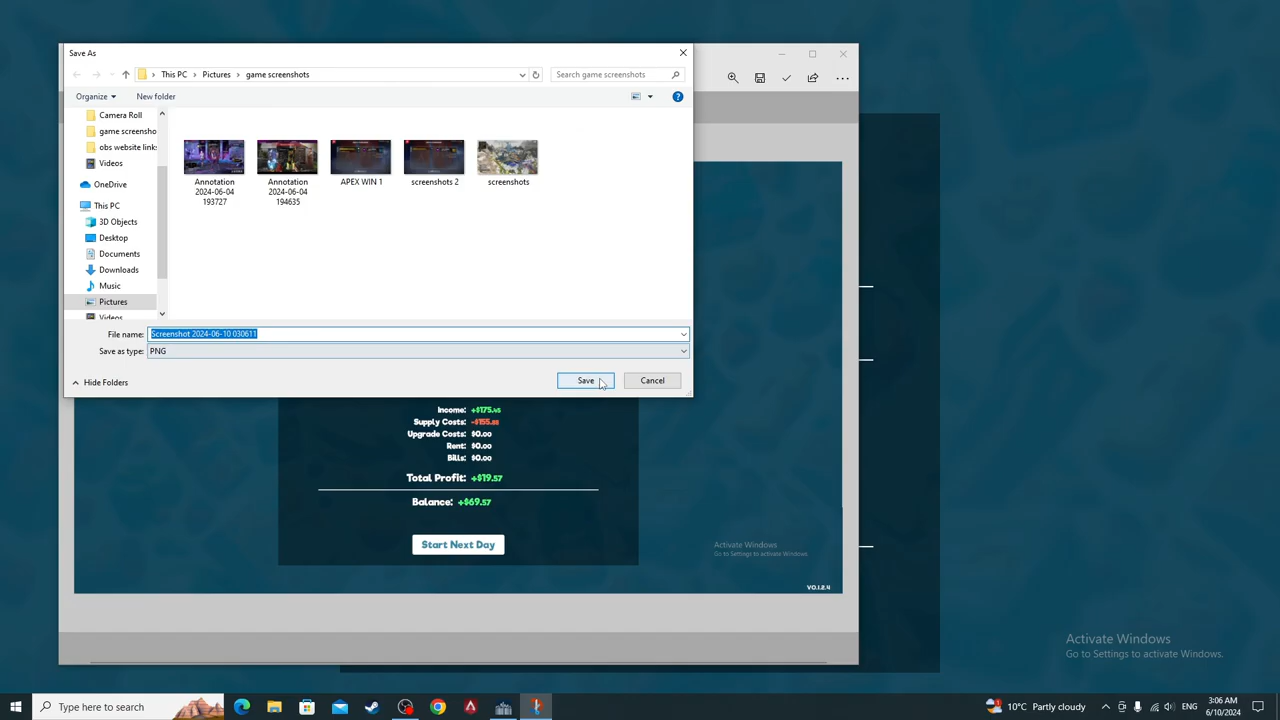 Save As
This PC
Pictures
game screenshots
Search game screenshots
Organize
New folder
Camera Roll
game screensho
obs website links
Videos
OneDrive
This PC
3D Objects
Desktop
Documents
Downloads
Music
Pictures
Videos
Annotation
2024-06-04
193727
Annotation
2024-06-04
194635
APEX WIN 1
screenshots 2
screenshots
File name: Screenshot 2024-06-10 030611
Save as type: PNG
Hide Folders
Save
Cancel
Income: +$175.45
Supply Costs: -$155.88
Upgrade Costs: $0.00
Rent: $0.00
Bills: $0.00
Total Profit: +$19.57
Balance: +$69.57
Start Next Day
Activate Windows
Go to Settings to activate Windows.
V0.1.2.4
Activate Windows
Go to Settings to activate Windows.
Type here to search
10°C Partly cloudy
3:06 AM
6/10/2024